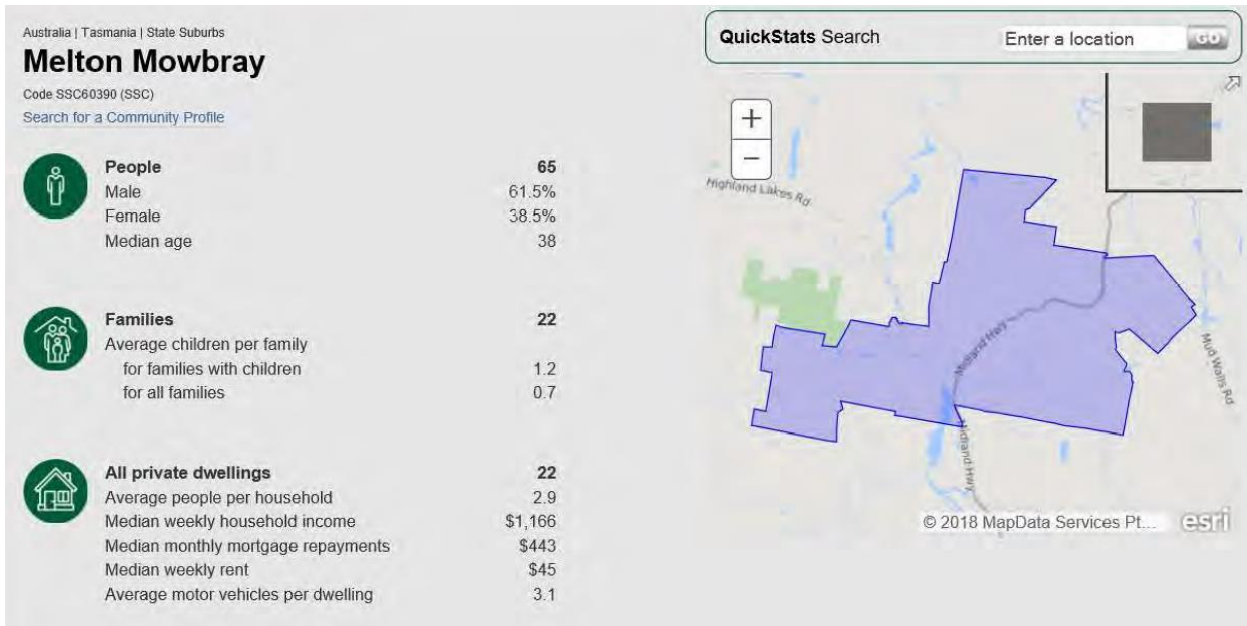 Australia | Tasmania | State Suburbs
Melton Mowbray
Code SSC60390 (SSC)
Search for a Community Profile
People 65
Male 61.5%
Female 38.5%
Median age 38
Families 22
Average children per family
for families with children 1.2
for all families 0.7
All private dwellings 22
Average people per household 2.9
Median weekly household income $1,166
Median monthly mortgage repayments $443
Median weekly rent $45
Average motor vehicles per dwelling 3.1
QuickStats Search Enter a location GO
+
−
Highland Lakes Rd
Midland Hwy
Mud Walls Rd
Midland Hwy
© 2018 MapData Services Pt... esri